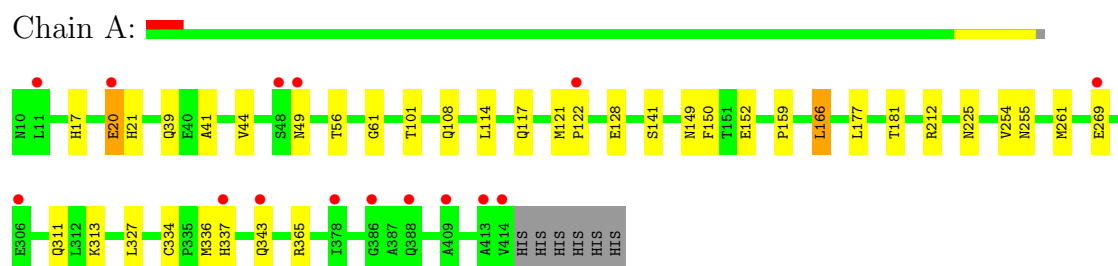 Chain A:
N10 L11 H17 E20 H21 Q39 E40 A41 V44 S48 N49 T56 G61 T101 Q108 L114 Q117 M121 P122 E128 S141 N149 F150 T151 E152 P159 L166 L177 T181 R212 N225 V254 N255 M261 E269
E306 Q311 L312 K313 L327 C334 P335 M336 H337 Q343 R365 I378 G386 A387 Q388 A409 A413 V414 HIS HIS HIS HIS HIS